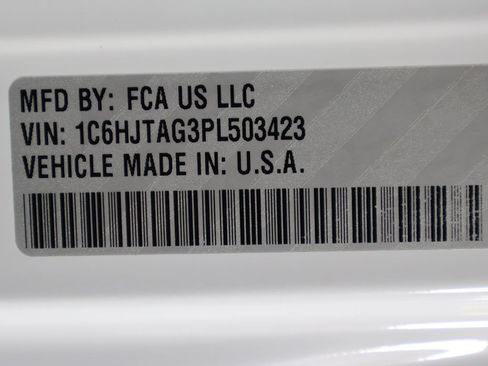 MFD BY: FCA US LLC
VIN: 1C6HJTAG3PL503423
VEHICLE MADE IN: U.S.A.